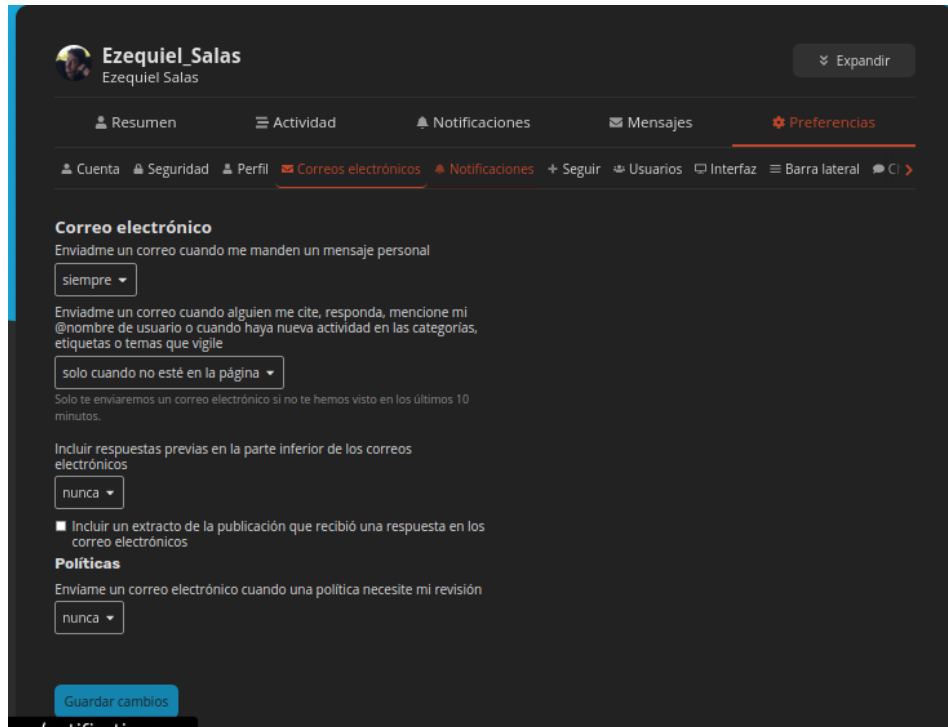 Ezequiel_Salas
Ezequiel Salas
Expandir
Resumen
Actividad
Notificaciones
Mensajes
Preferencias
Cuenta
Seguridad
Perfil
Correos electrónicos
Notificaciones
Seguir
Usuarios
Interfaz
Barra lateral
Correo electrónico
Enviadme un correo cuando me manden un mensaje personal
siempre
Enviadme un correo cuando alguien me cite, responda, mencione mi
@nombre de usuario o cuando haya nueva actividad en las categorías,
etiquetas o temas que vigile
solo cuando no esté en la página
Solo te enviaremos un correo electrónico si no te hemos visto en los últimos 10
minutos.
Incluir respuestas previas en la parte inferior de los correos
electrónicos
nunca
Incluir un extracto de la publicación que recibió una respuesta en los
correo electrónicos
Políticas
Envíame un correo electrónico cuando una política necesite mi revisión
nunca
Guardar cambios